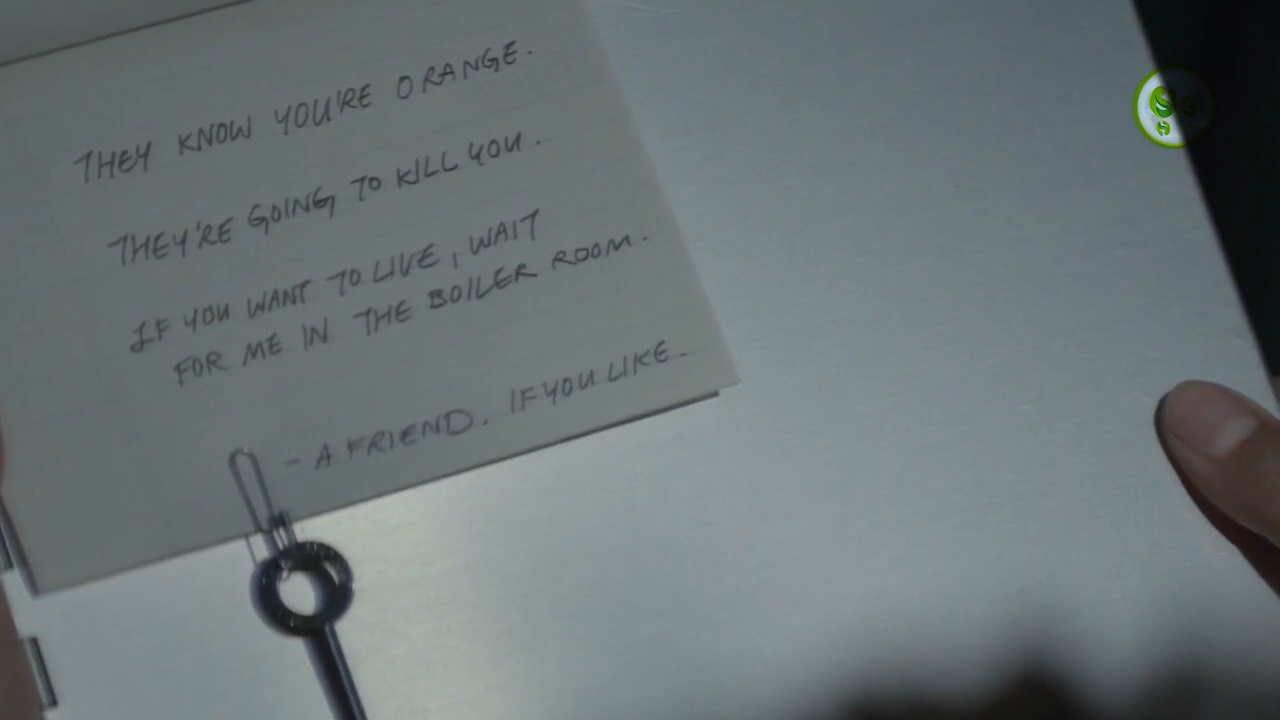 THEY KNOW YOU'RE ORANGE.
THEY'RE GOING TO KILL YOU.
IF YOU WANT TO LIVE, WAIT
FOR ME IN THE BOILER ROOM.
- A FRIEND. IF YOU LIKE.